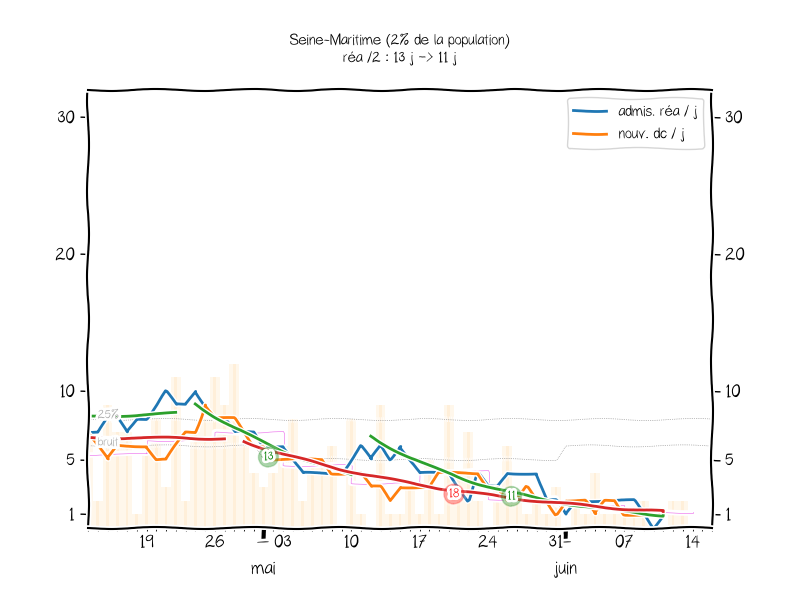 Seine-Maritime (2% de la population)
réa /2 : 13 j -> 11 j
admis. réa / j
nouv. dc / j
30
30
20
20
10
10
25%
bruit
13
5
5
18
11
1
1
19 26 03 10 17 24 31 07 14
mai juin